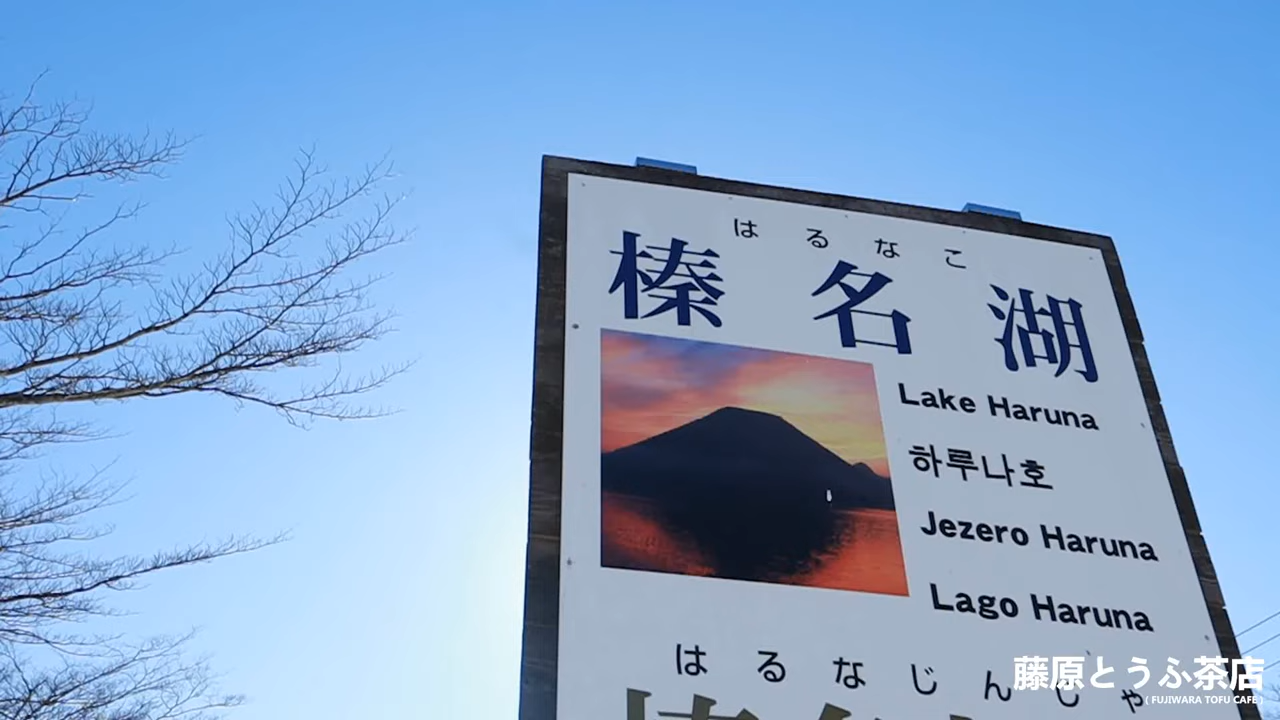 はるなこ
榛名湖
Lake Haruna
하루나호
Jezero Haruna
Lago Haruna
はるなじんじゃ
藤原とうふ茶店
( FUJIWARA TOFU CAFE )